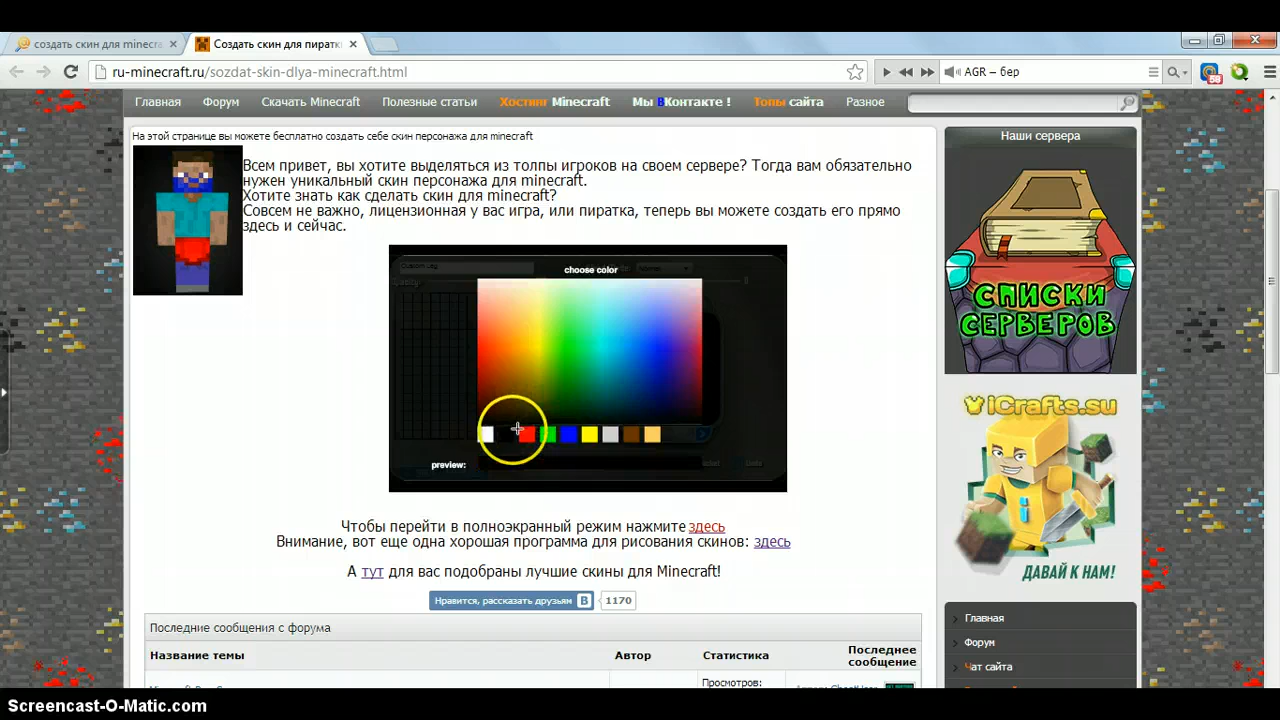 создать скин для minecra
Создать скин для пиратк
ru-minecraft.ru/sozdat-skin-dlya-minecraft.html
AGR – бер
58
Главная Форум Скачать Minecraft Полезные статьи Хостинг Minecraft Мы ВКонтакте ! Топы сайта Разное
На этой странице вы можете бесплатно создать себе скин персонажа для minecraft
Всем привет, вы хотите выделяться из толпы игроков на своем сервере? Тогда вам обязательно
нужен уникальный скин персонажа для minecraft.
Хотите знать как сделать скин для minecraft?
Совсем не важно, лицензионная у вас игра, или пиратка, теперь вы можете создать его прямо
здесь и сейчас.
choose color
preview:
Чтобы перейти в полноэкранный режим нажмите здесь
Внимание, вот еще одна хорошая программа для рисования скинов: здесь
А тут для вас подобраны лучшие скины для Minecraft!
Нравится, рассказать друзьям В 1170
Последние сообщения с форума
Название темы Автор Статистика Последнее
сообщение
Просмотров:
Наши сервера
СПИСКИ
СЕРВЕРОВ
iCrafts.su
ДАВАЙ К НАМ!
Главная
Форум
Чат сайта
Screencast-O-Matic.com